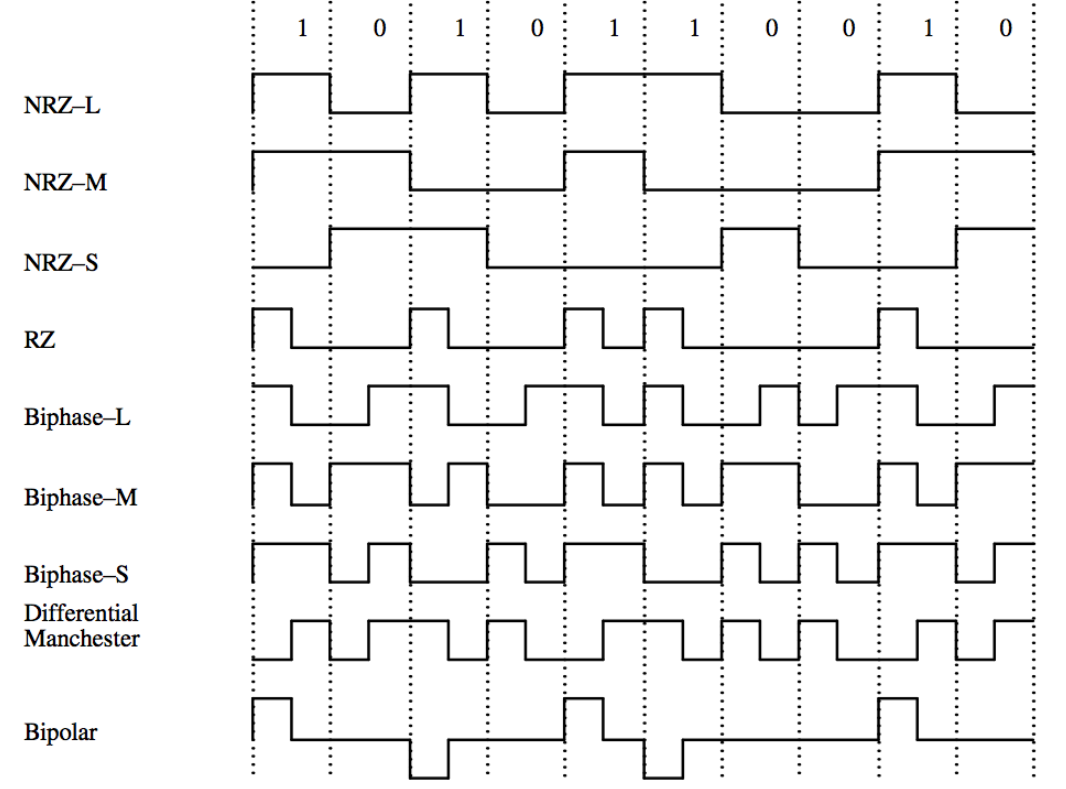 1 0 1 0 1 1 0 0 1 0
NRZ–L
NRZ–M
NRZ–S
RZ
Biphase–L
Biphase–M
Biphase–S
Differential
Manchester
Bipolar